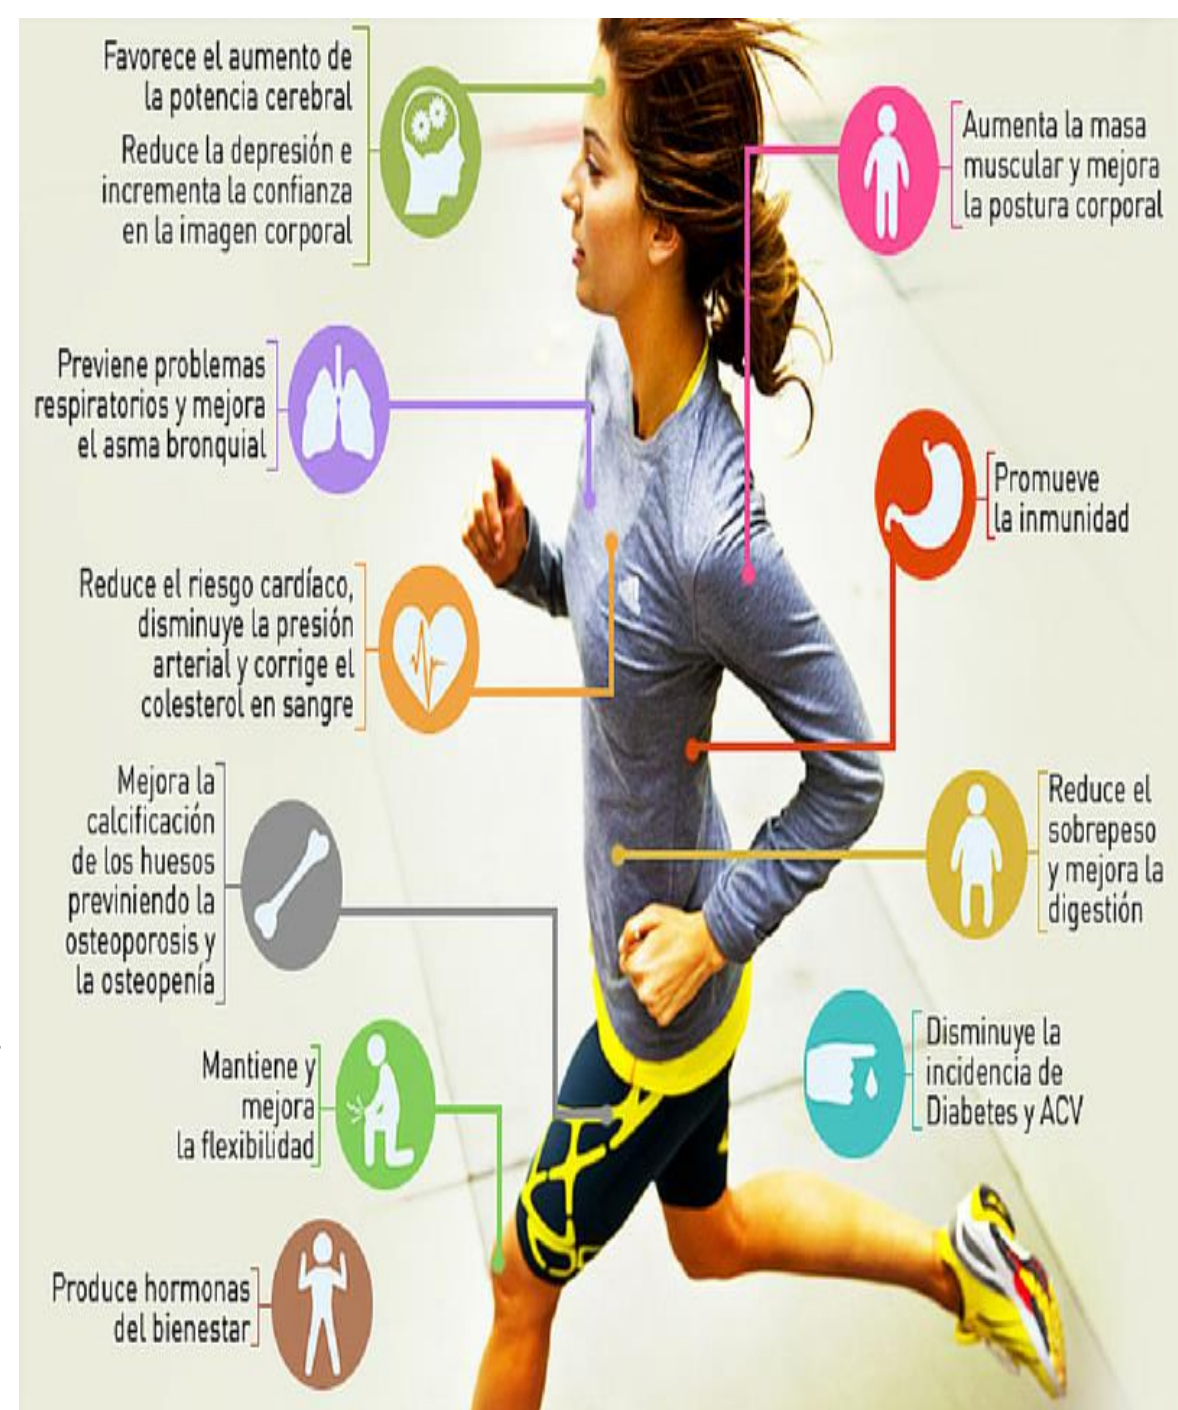 Favorece el aumento de
la potencia cerebral
Reduce la depresión e
incrementa la confianza
en la imagen corporal
Aumenta la masa
muscular y mejora
la postura corporal
Previene problemas
respiratorios y mejora
el asma bronquial
Promueve
la inmunidad
Reduce el riesgo cardíaco,
disminuye la presión
arterial y corrige el
colesterol en sangre
Mejora la
calcificación
de los huesos
previniendo la
osteoporosis y
la osteopenía
Reduce el
sobrepeso
y mejora la
digestión
Mantiene y
mejora
la flexibilidad
Disminuye la
incidencia de
Diabetes y ACV
Produce hormonas
del bienestar